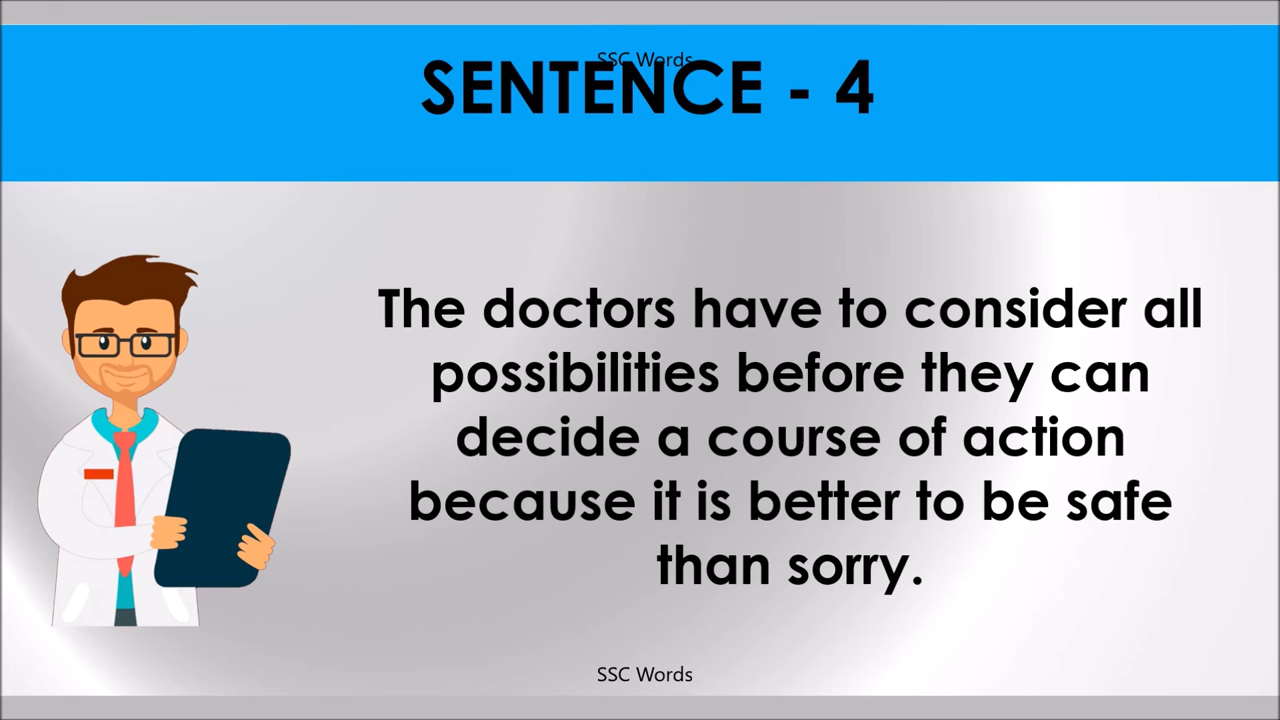 SSC Words
SENTENCE - 4
The doctors have to consider all
possibilities before they can
decide a course of action
because it is better to be safe
than sorry.
SSC Words